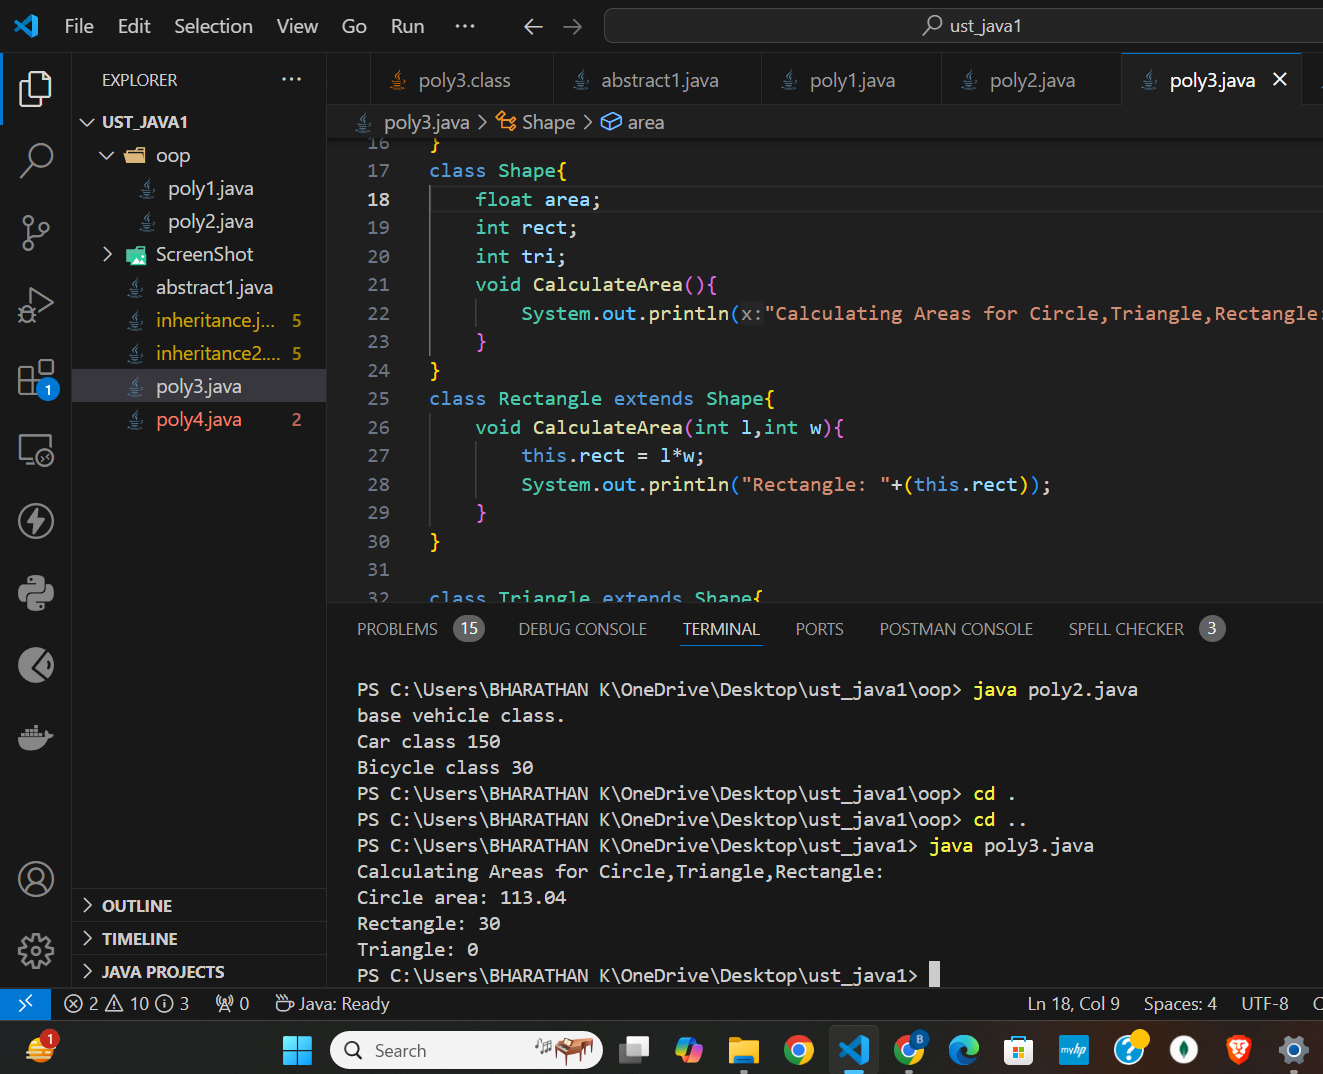 File Edit Selection View Go Run ··· ust_java1
EXPLORER ···
UST_JAVA1
oop
poly1.java
poly2.java
ScreenShot
abstract1.java
inheritance.j... 5
inheritance2.... 5
poly3.java
poly4.java 2
OUTLINE
TIMELINE
JAVA PROJECTS
1
poly3.class abstract1.java poly1.java poly2.java poly3.java
poly3.java > Shape > area
16 }
17 class Shape{
18 float area;
19 int rect;
20 int tri;
21 void CalculateArea(){
22 System.out.println(x:"Calculating Areas for Circle,Triangle,Rectangle:
23 }
24 }
25 class Rectangle extends Shape{
26 void CalculateArea(int l,int w){
27 this.rect = l*w;
28 System.out.println("Rectangle: "+(this.rect));
29 }
30 }
31
32 class Triangle extends Shape{
PROBLEMS 15 DEBUG CONSOLE TERMINAL PORTS POSTMAN CONSOLE SPELL CHECKER 3
PS C:\Users\BHARATHAN K\OneDrive\Desktop\ust_java1\oop> java poly2.java
base vehicle class.
Car class 150
Bicycle class 30
PS C:\Users\BHARATHAN K\OneDrive\Desktop\ust_java1\oop> cd .
PS C:\Users\BHARATHAN K\OneDrive\Desktop\ust_java1\oop> cd ..
PS C:\Users\BHARATHAN K\OneDrive\Desktop\ust_java1> java poly3.java
Calculating Areas for Circle,Triangle,Rectangle:
Circle area: 113.04
Rectangle: 30
Triangle: 0
PS C:\Users\BHARATHAN K\OneDrive\Desktop\ust_java1>
2 10 3 0 Java: Ready Ln 18, Col 9 Spaces: 4 UTF-8
1 Search B myhp